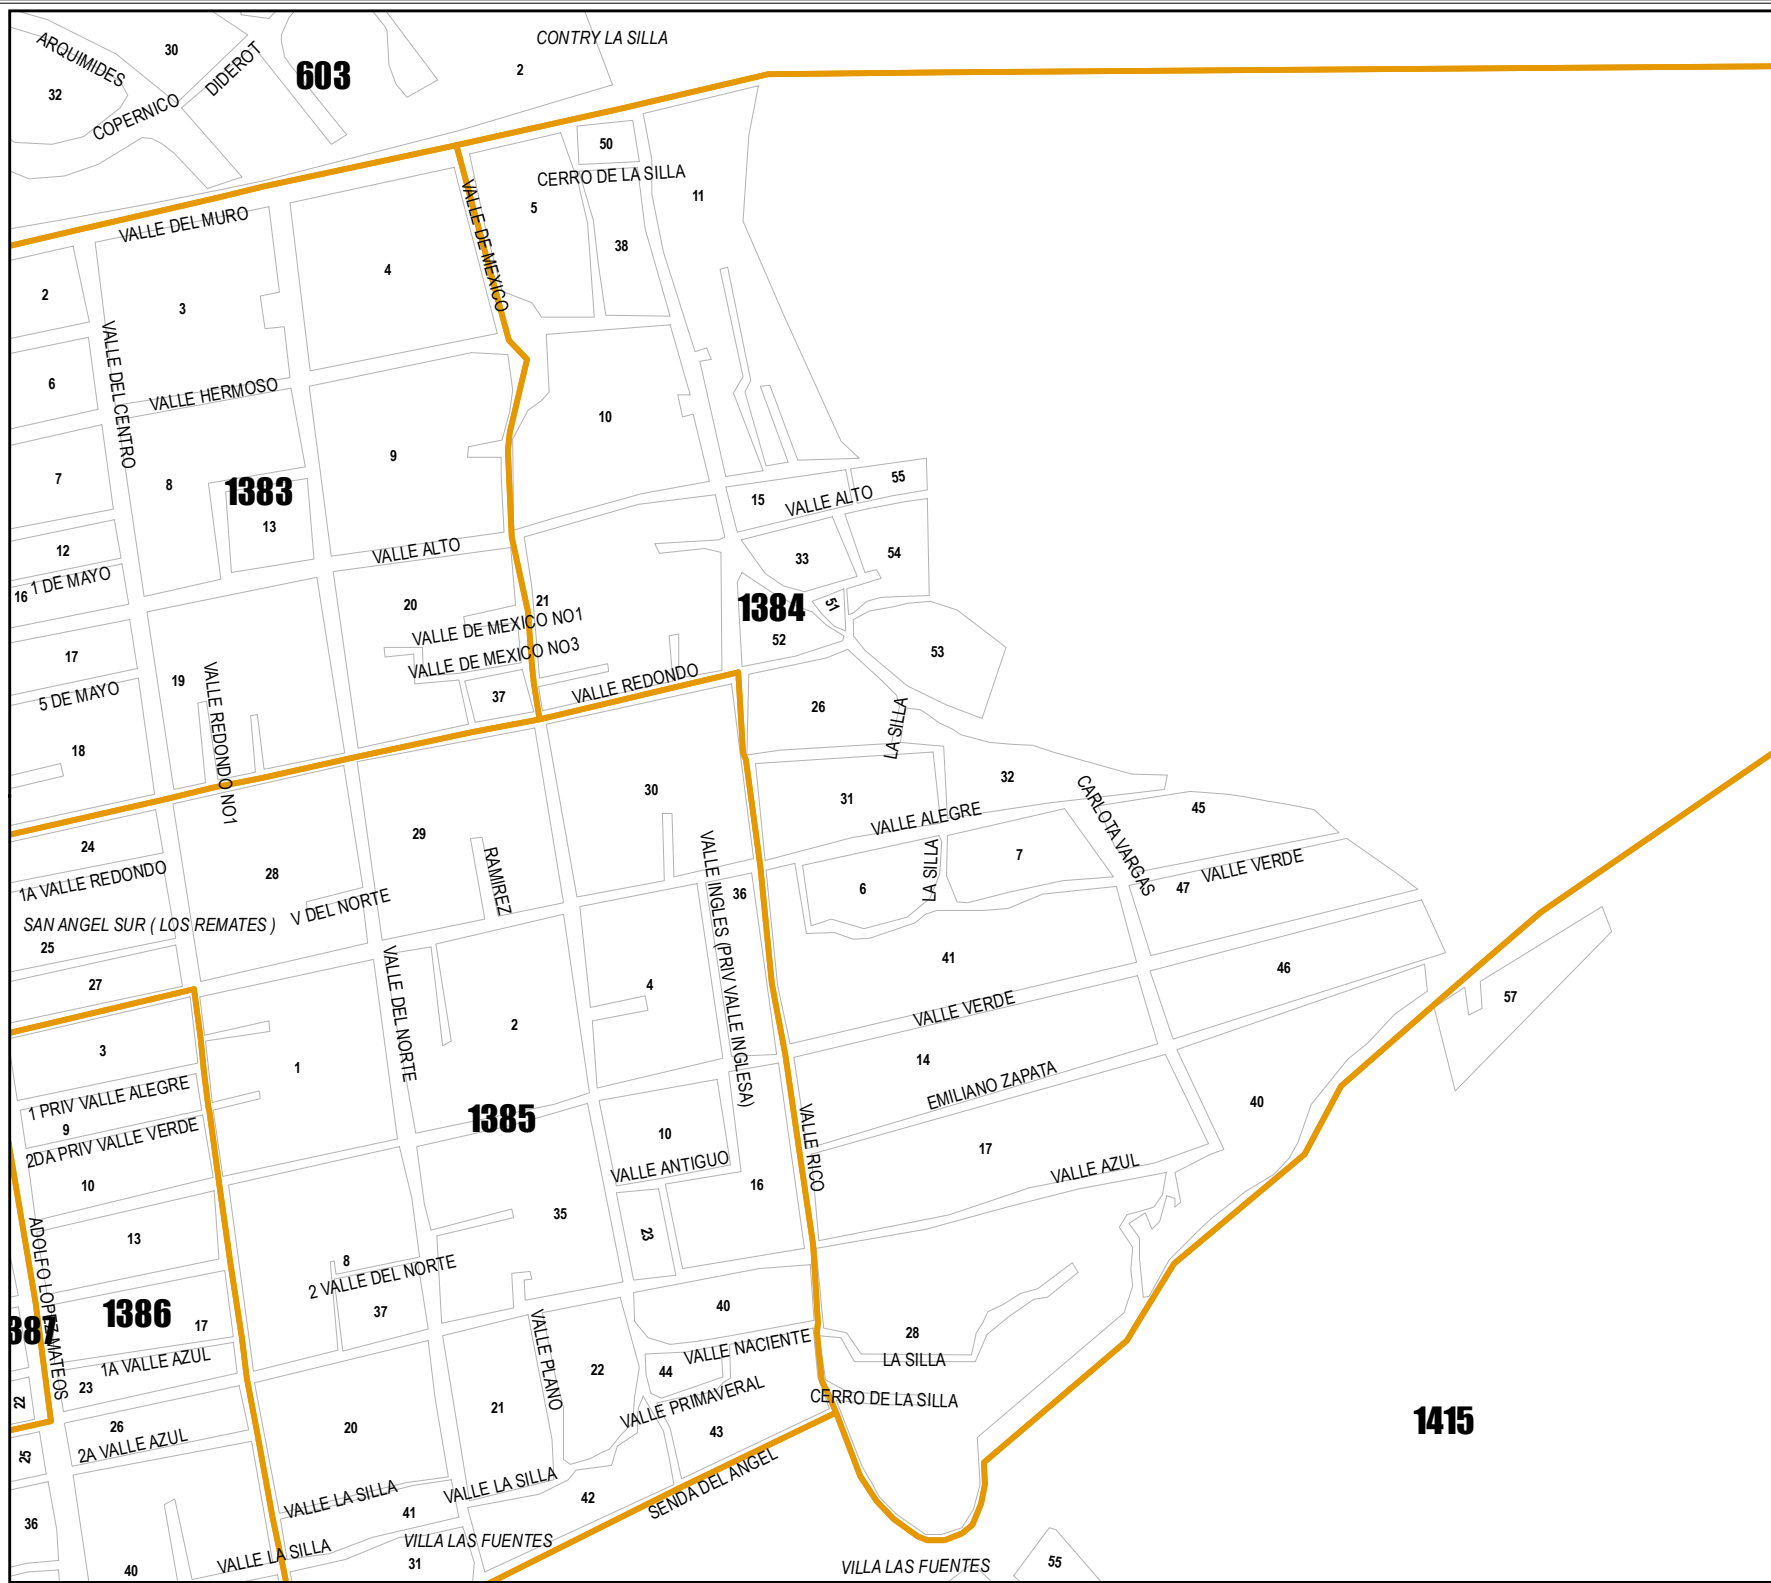 CONTRY LA SILLA
ARQUIMIDES
30
DIDEROT
603
2
32
COPERNICO
50
CERRO DE LA SILLA
5
11
VALLE DEL MURO
VALLE DE MEXICO
38
4
2
3
VALLE DEL CENTRO
6
VALLE HERMOSO
10
9
7
8
1383
13
55
15
VALLE ALTO
12
VALLE ALTO
33
54
1 DE MAYO
16
20
21
1384
51
VALLE DE MEXICO NO1
52
17
VALLE DE MEXICO NO3
53
19
VALLE REDONDO NO1
5 DE MAYO
37
VALLE REDONDO
26
LA SILLA
18
32
30
31
CARLOTA VARGAS
45
VALLE ALEGRE
24
29
RAMIREZ
VALLE INGLES (PRIV VALLE INGLESA)
7
VALLE VERDE
1A VALLE REDONDO
28
V DEL NORTE
36
6
LA SILLA
47
SAN ANGEL SUR ( LOS REMATES )
25
27
VALLE DEL NORTE
4
41
46
57
2
VALLE VERDE
3
1
14
1 PRIV VALLE ALEGRE
EMILIANO ZAPATA
40
9
1385
VALLE RICO
2DA PRIV VALLE VERDE
10
VALLE ANTIGUO
17
VALLE AZUL
10
16
35
23
13
ADOLFO LOPEZ MATEOS
8
2 VALLE DEL NORTE
1386
387
17
37
40
VALLE PLANO
VALLE NACIENTE
28
LA SILLA
1A VALLE AZUL
22
44
23
VALLE PRIMAVERAL
CERRO DE LA SILLA
22
21
1415
26
20
43
2A VALLE AZUL
25
VALLE LA SILLA
VALLE LA SILLA
SENDA DEL ANGEL
42
41
36
VILLA LAS FUENTES
VALLE LA SILLA
31
40
VILLA LAS FUENTES
55